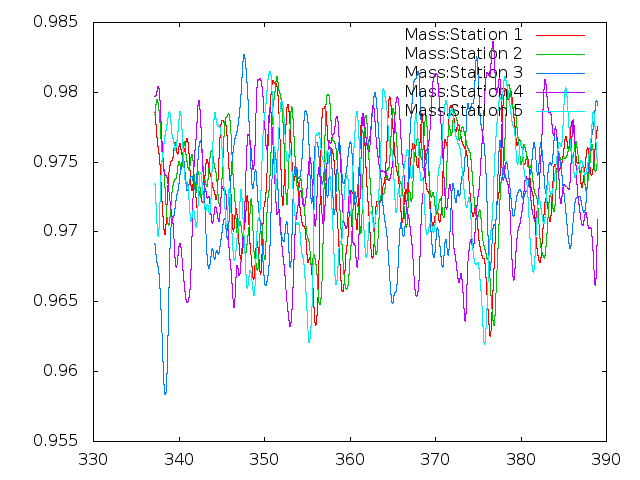 0.985
0.98
0.975
0.97
0.965
0.96
0.955
330 340 350 360 370 380 390
Mass:Station 1
Mass:Station 2
Mass:Station 3
Mass:Station 4
Mass:Station 5